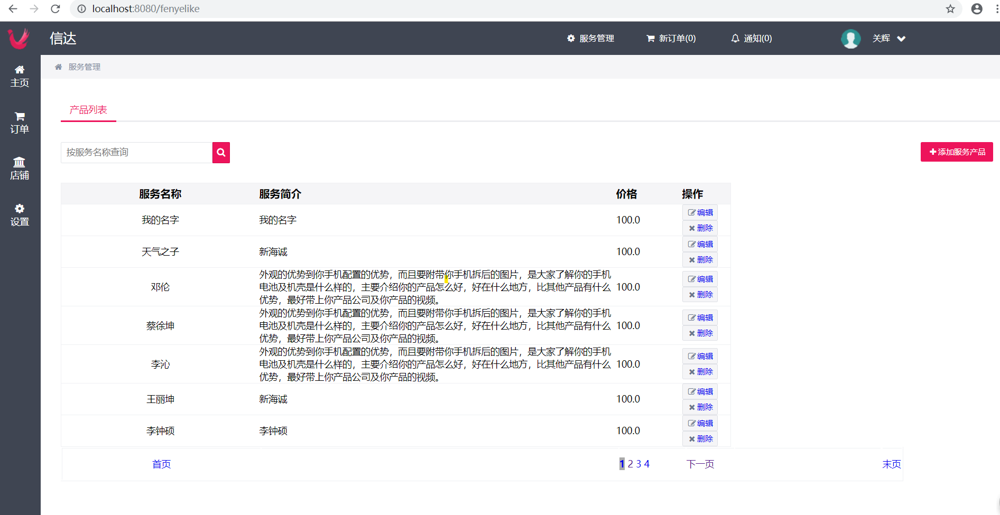 localhost:8080/fenyelike
信达
服务管理
新订单(0)
通知(0)
关辉
主页
订单
店铺
设置
服务管理
产品列表
按服务名称查询
添加服务产品
服务名称 服务简介 价格 操作
我的名字 我的名字 100.0 编辑
删除
天气之子 新海诚 100.0 编辑
删除
邓伦
外观的优势到你手机配置的优势，而且要附带你手机拆后的图片，是大家了解你的手机
电池及机壳是什么样的，主要介绍你的产品怎么好，好在什么地方，比其他产品有什么
优势，最好带上你产品公司及你产品的视频。
100.0
编辑
删除
蔡徐坤
外观的优势到你手机配置的优势，而且要附带你手机拆后的图片，是大家了解你的手机
电池及机壳是什么样的，主要介绍你的产品怎么好，好在什么地方，比其他产品有什么
优势，最好带上你产品公司及你产品的视频。
100.0
编辑
删除
李沁
外观的优势到你手机配置的优势，而且要附带你手机拆后的图片，是大家了解你的手机
电池及机壳是什么样的，主要介绍你的产品怎么好，好在什么地方，比其他产品有什么
优势，最好带上你产品公司及你产品的视频。
100.0
编辑
删除
王丽坤 新海诚 100.0 编辑
删除
李钟硕 李钟硕 100.0 编辑
删除
首页 1 2 3 4 下一页 末页